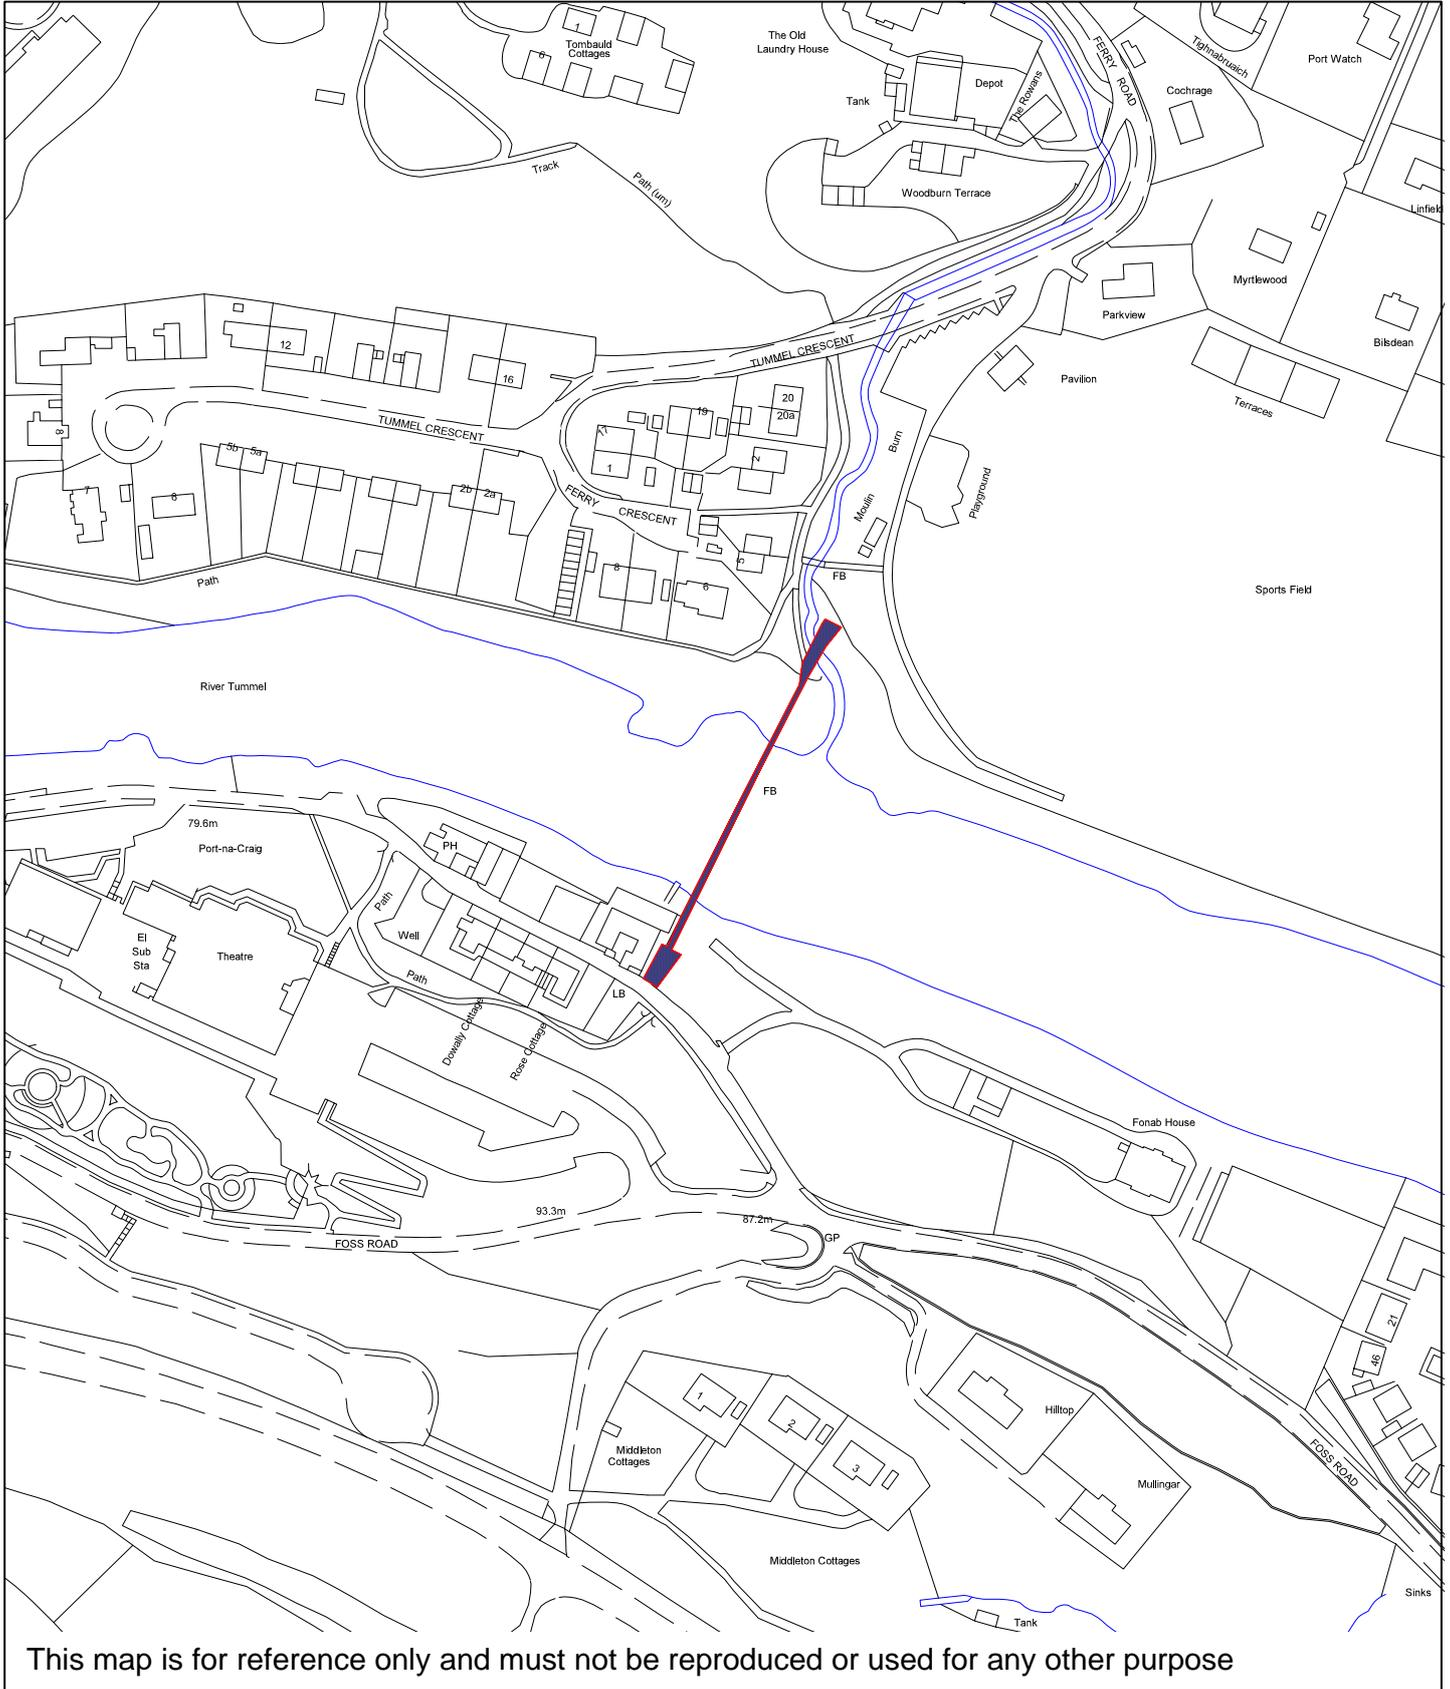 1
Tombauld
Cottages
6
The Old
Laundry House
Depot
The Rowans
FERRY
ROAD
Tighnabruaich
Port Watch
Cochrage
Tank
Track
Path (um)
Woodburn Terrace
Linfield
Myrtlewood
Parkview
Bilsdean
12
16
TUMMEL CRESCENT
Pavilion
Terraces
20
20a
19
17
1
2
TUMMEL CRESCENT
8
5b
5a
7
6
2b
2a
FERRY
CRESCENT
Burn
Moulin
Playground
5
8
6
FB
Path
Sports Field
River Tummel
FB
79.6m
Port-na-Craig
PH
Path
Well
El
Sub
Sta
Theatre
Path
LB
Dowally Cottage
Rose Cottage
Fonab House
93.3m
87.2m
GP
FOSS ROAD
21
46
1
2
3
Hilltop
Middleton
Cottages
Mullingar
FOSS ROAD
Middleton Cottages
Sinks
Tank
This map is for reference only and must not be reproduced or used for any other purpose